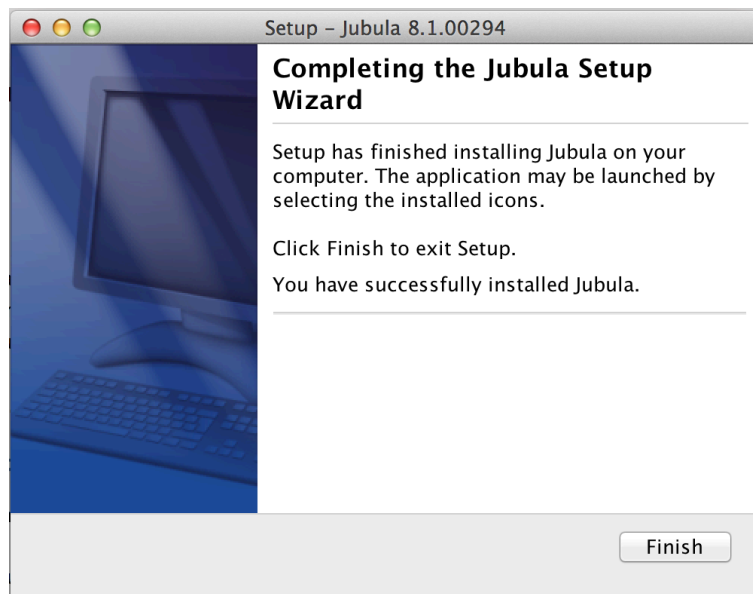 Setup – Jubula 8.1.00294
Completing the Jubula Setup
Wizard
Setup has finished installing Jubula on your
computer. The application may be launched by
selecting the installed icons.
Click Finish to exit Setup.
You have successfully installed Jubula.
Finish